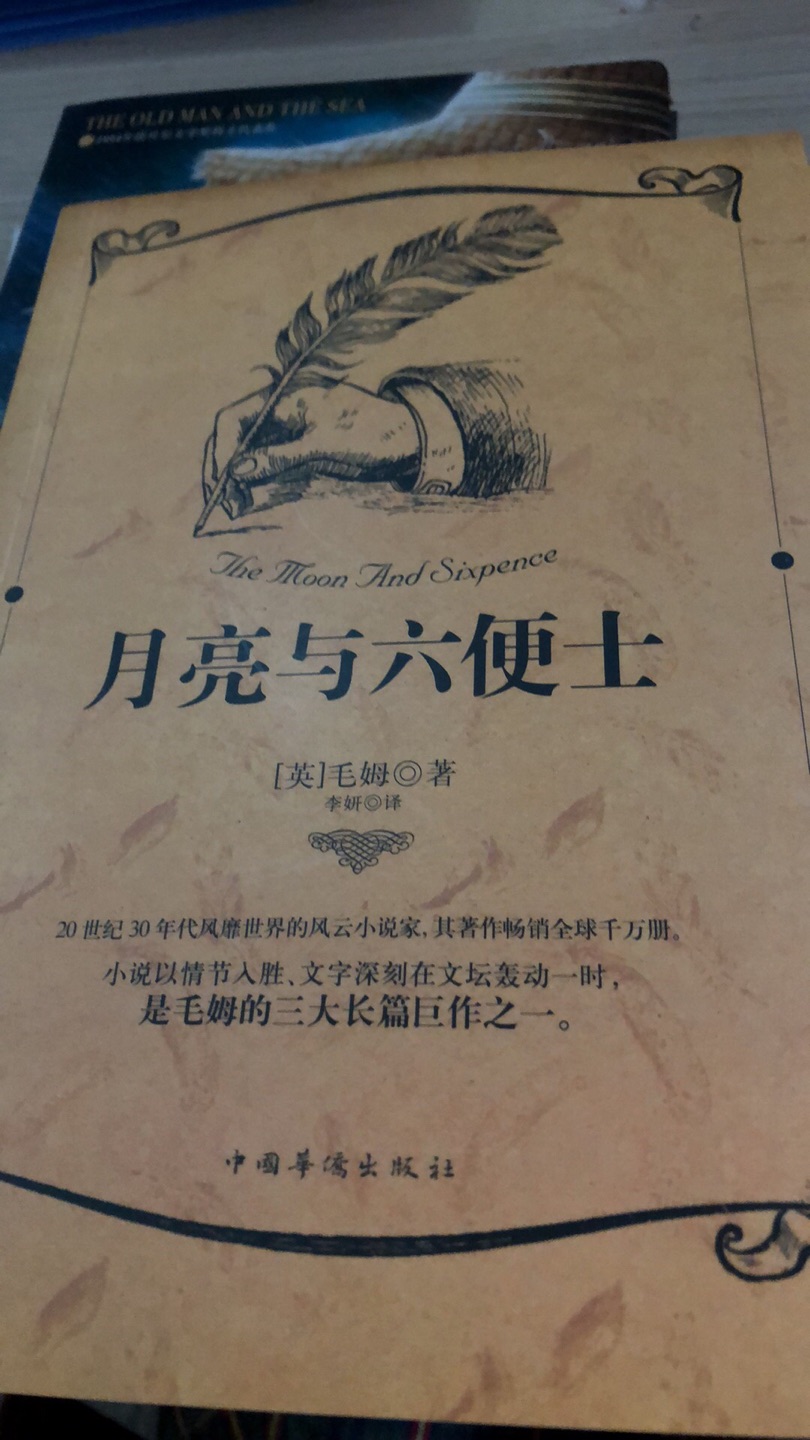 THE OLD MAN AND THE SEA
The Moon And Sixpence
月亮与六便士
[英]毛姆◎著
李妍◎译
20世纪30年代风靡世界的风云小说家,其著作畅销全球千万册。
小说以情节入胜、文字深刻在文坛轰动一时,
是毛姆的三大长篇巨作之一。
中國華僑出版社